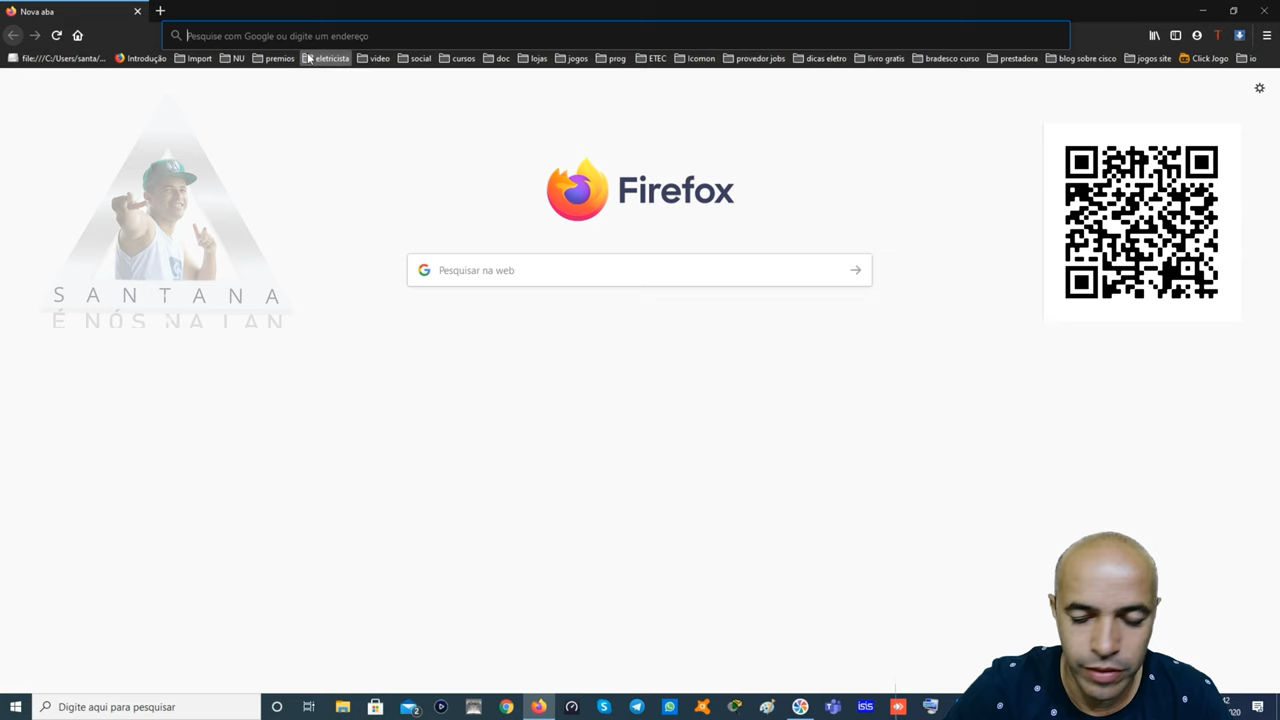 Nova aba
Pesquise com Google ou digite um endereço
file:///C:/Users/santa/
Introdução
Import
NU
premios
eletricista
video
social
cursos
doc
lojas
jogos
prog
ETEC
Icomon
provedor jobs
dicas eletro
livro gratis
bradesco curso
prestadora
blog sobre cisco
jogos site
Click Jogo
io
Firefox
Pesquisar na web
SANTANA
É NÓS NA LAN
Digite aqui para pesquisar
isis